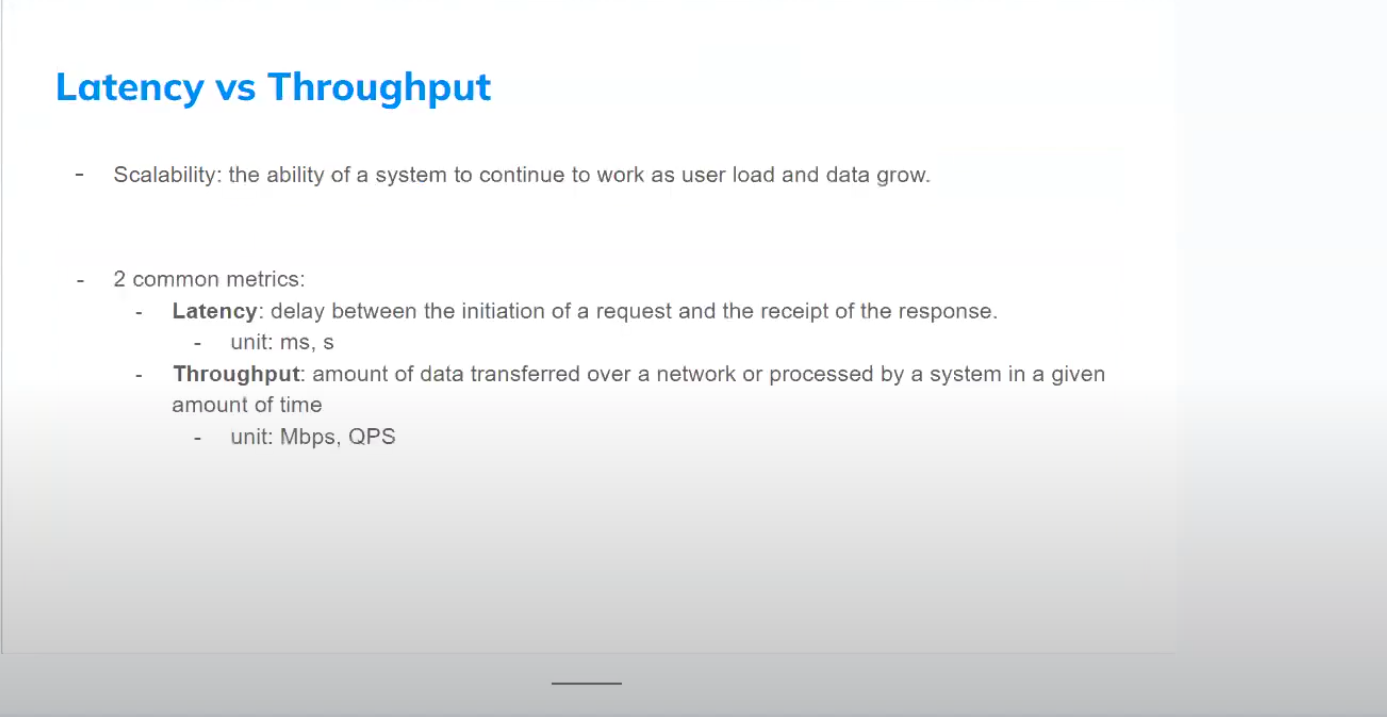 Latency vs Throughput
- Scalability: the ability of a system to continue to work as user load and data grow.
- 2 common metrics:
- Latency: delay between the initiation of a request and the receipt of the response.
- unit: ms, s
- Throughput: amount of data transferred over a network or processed by a system in a given
amount of time
- unit: Mbps, QPS